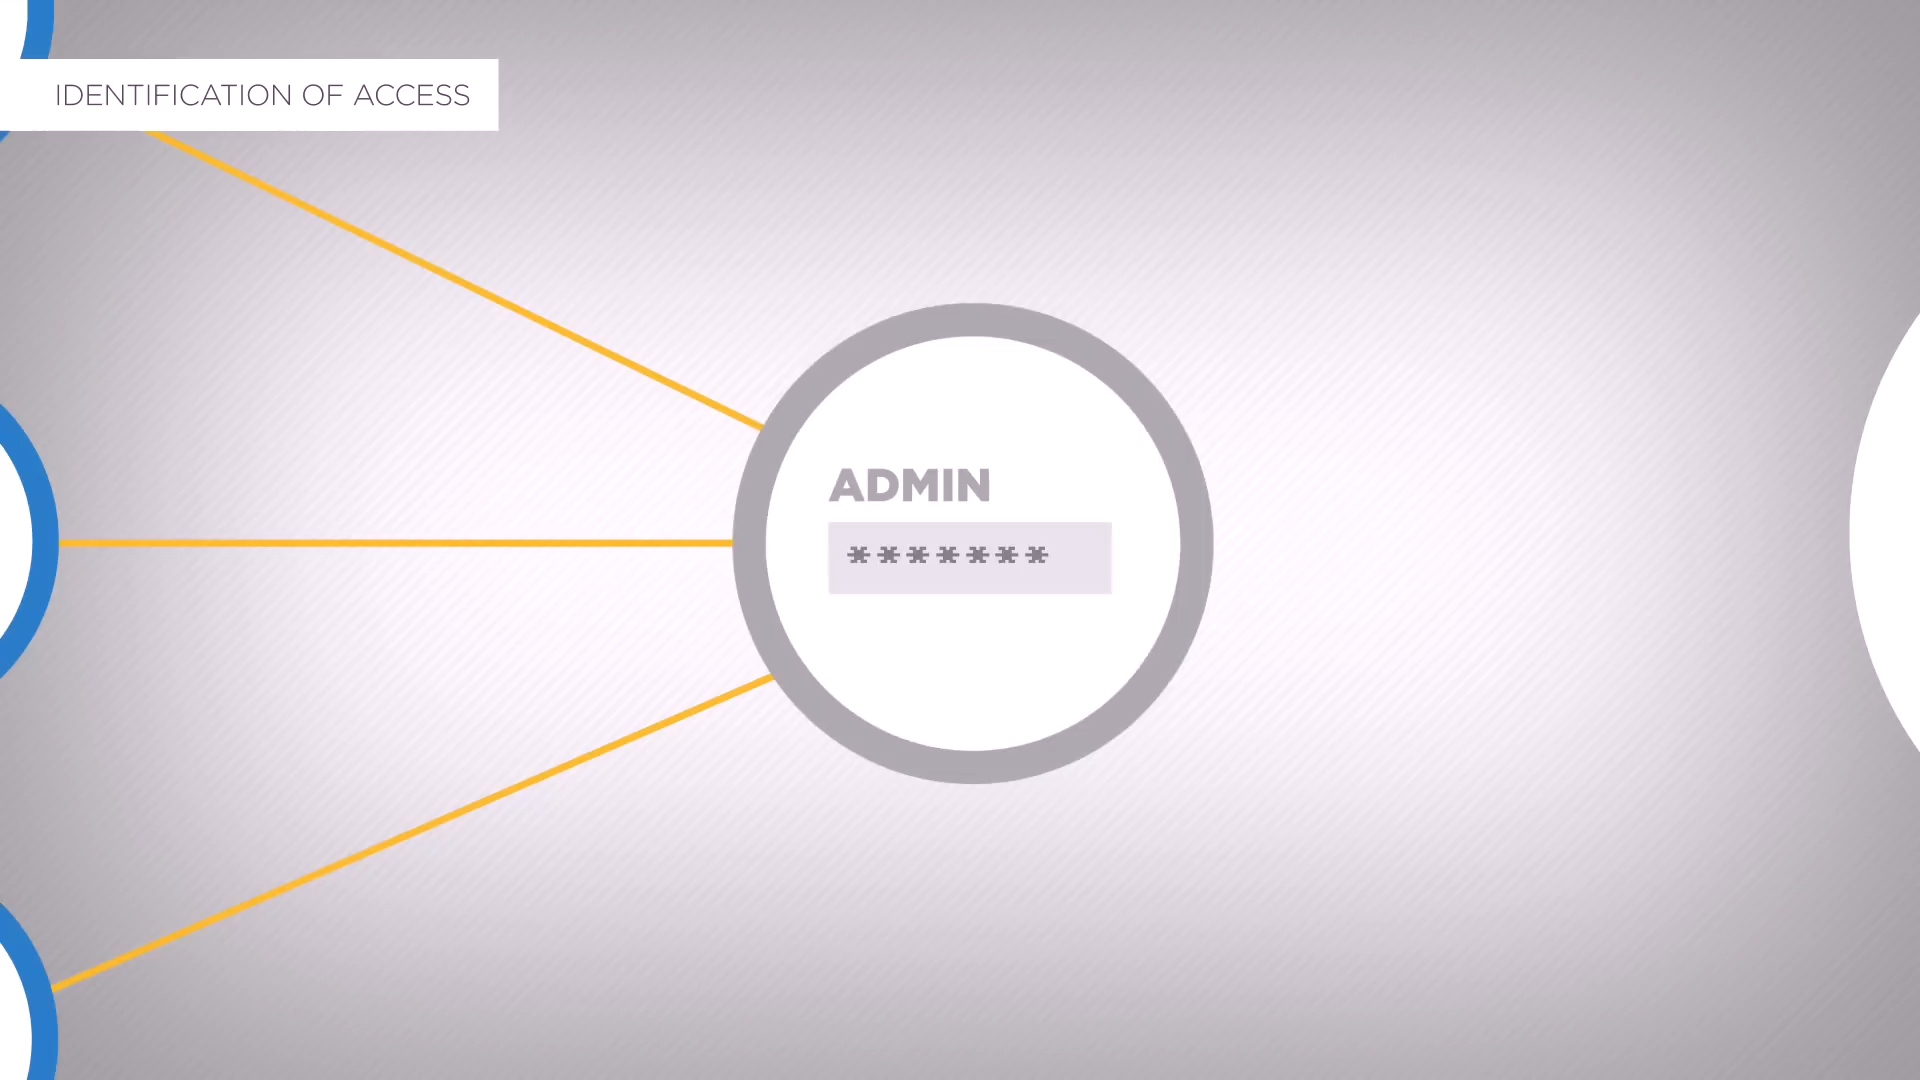 IDENTIFICATION OF ACCESS
ADMIN
*******